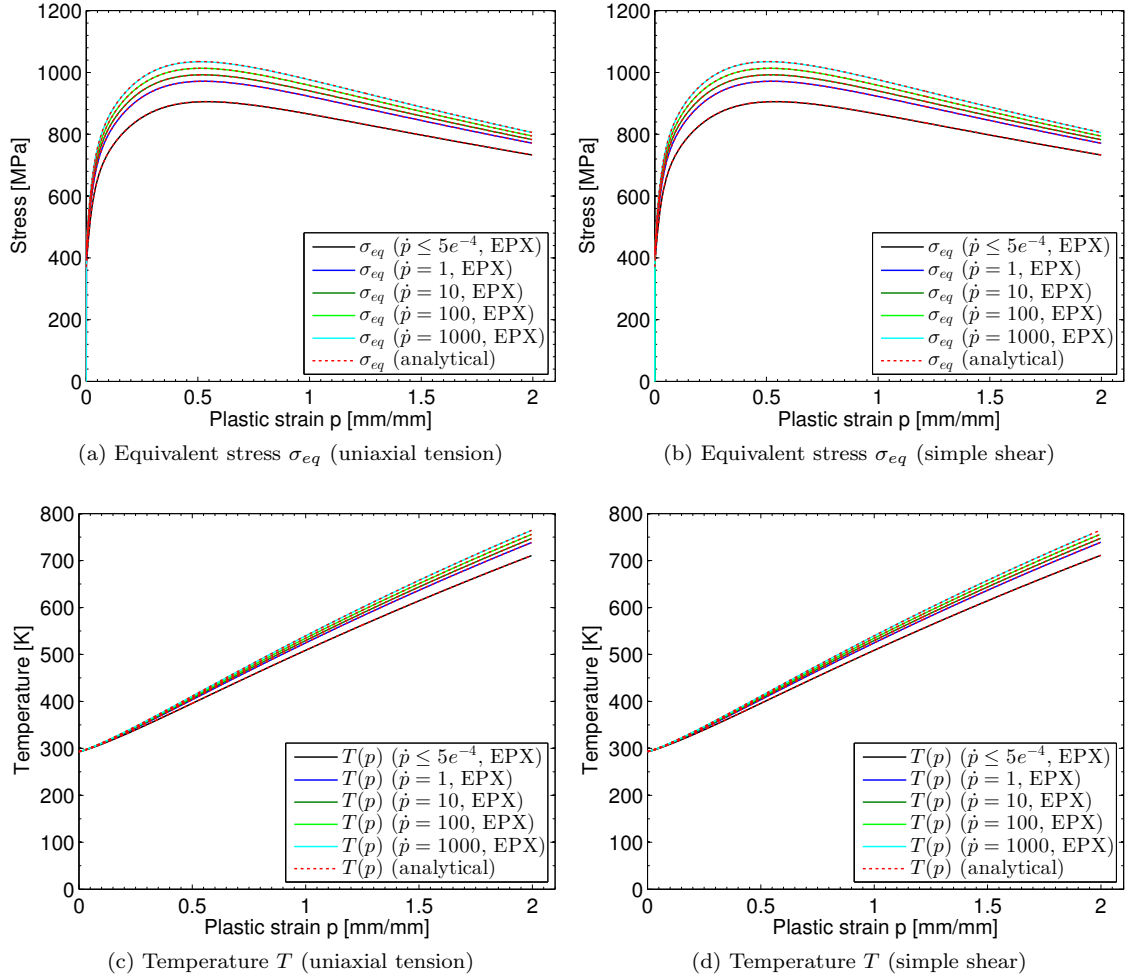 1200
1000
800
600
400
200
0
Stress [MPa]
σ_eq (ṗ ≤ 5e⁻⁴, EPX)
σ_eq (ṗ = 1, EPX)
σ_eq (ṗ = 10, EPX)
σ_eq (ṗ = 100, EPX)
σ_eq (ṗ = 1000, EPX)
σ_eq (analytical)
0 0.5 1 1.5 2
Plastic strain p [mm/mm]
(a) Equivalent stress σ_eq (uniaxial tension)
1200
1000
800
600
400
200
0
Stress [MPa]
σ_eq (ṗ ≤ 5e⁻⁴, EPX)
σ_eq (ṗ = 1, EPX)
σ_eq (ṗ = 10, EPX)
σ_eq (ṗ = 100, EPX)
σ_eq (ṗ = 1000, EPX)
σ_eq (analytical)
0 0.5 1 1.5 2
Plastic strain p [mm/mm]
(b) Equivalent stress σ_eq (simple shear)
800
700
600
500
400
300
200
100
0
Temperature [K]
T(p) (ṗ ≤ 5e⁻⁴, EPX)
T(p) (ṗ = 1, EPX)
T(p) (ṗ = 10, EPX)
T(p) (ṗ = 100, EPX)
T(p) (ṗ = 1000, EPX)
T(p) (analytical)
0 0.5 1 1.5 2
Plastic strain p [mm/mm]
(c) Temperature T (uniaxial tension)
800
700
600
500
400
300
200
100
0
Temperature [K]
T(p) (ṗ ≤ 5e⁻⁴, EPX)
T(p) (ṗ = 1, EPX)
T(p) (ṗ = 10, EPX)
T(p) (ṗ = 100, EPX)
T(p) (ṗ = 1000, EPX)
T(p) (analytical)
0 0.5 1 1.5 2
Plastic strain p [mm/mm]
(d) Temperature T (simple shear)